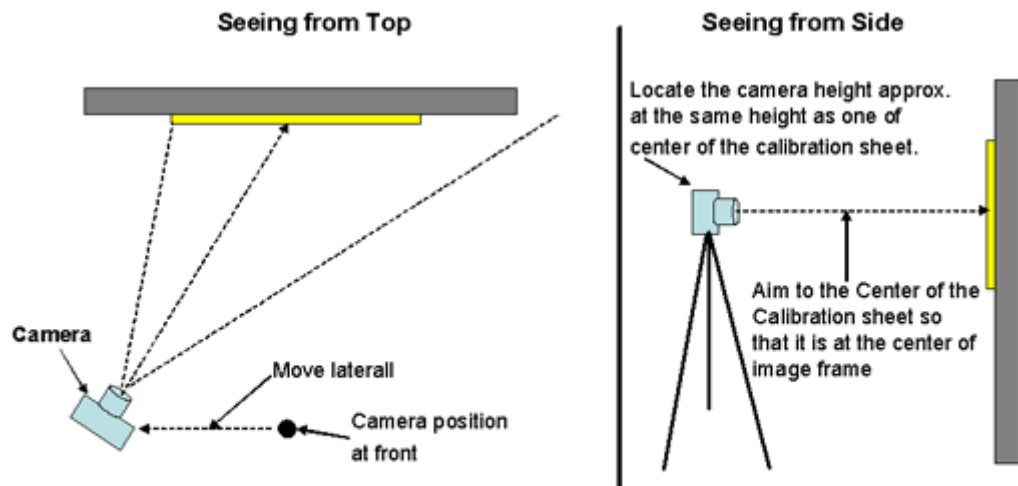 Seeing from Top
Camera
Move laterall
Camera position
at front
Seeing from Side
Locate the camera height approx.
at the same height as one of
center of the calibration sheet.
Aim to the Center of the
Calibration sheet so
that it is at the center of
image frame